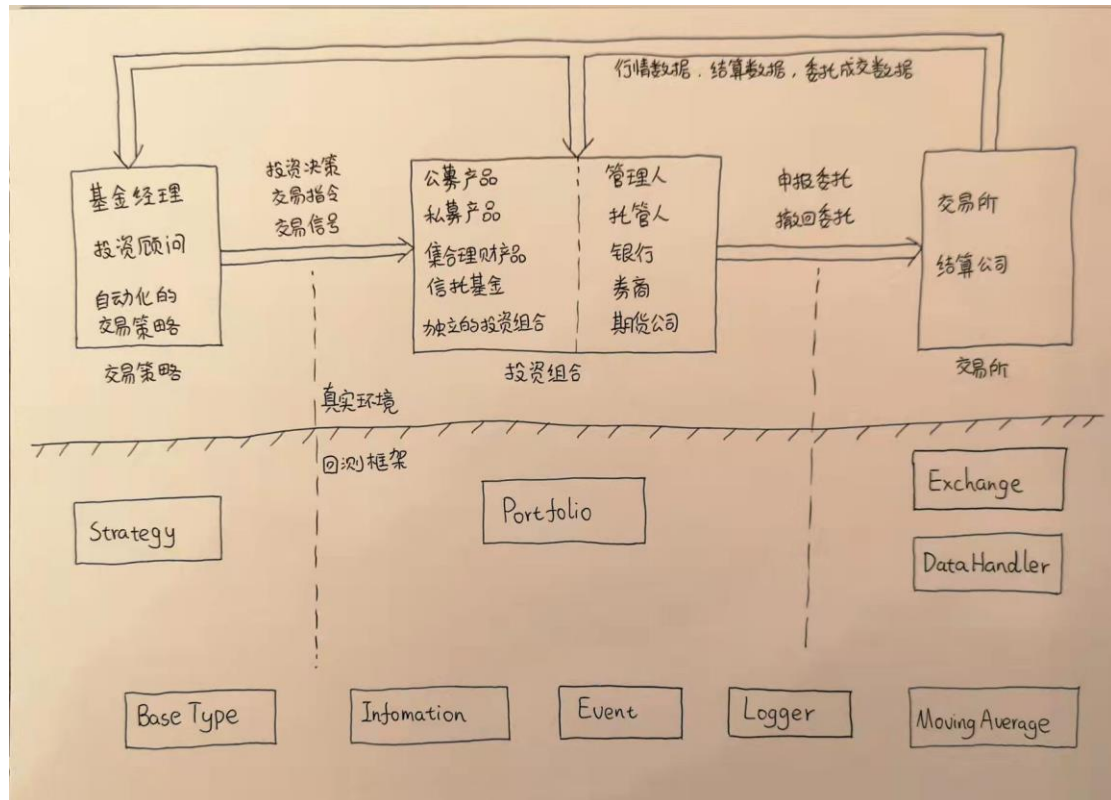 行情数据，结算数据，委托成交数据
基金经理
投资顾问
自动化的
交易策略
交易策略
投资决策
交易指令
交易信号
公募产品
私募产品
集合理财产品
信托基金
独立的投资组合
管理人
托管人
银行
券商
期货公司
投资组合
申报委托
撤回委托
交易所
结算公司
交易所
真实环境
回测框架
Strategy
Portfolio
Exchange
DataHandler
Base Type
Infomation
Event
Logger
Moving Average